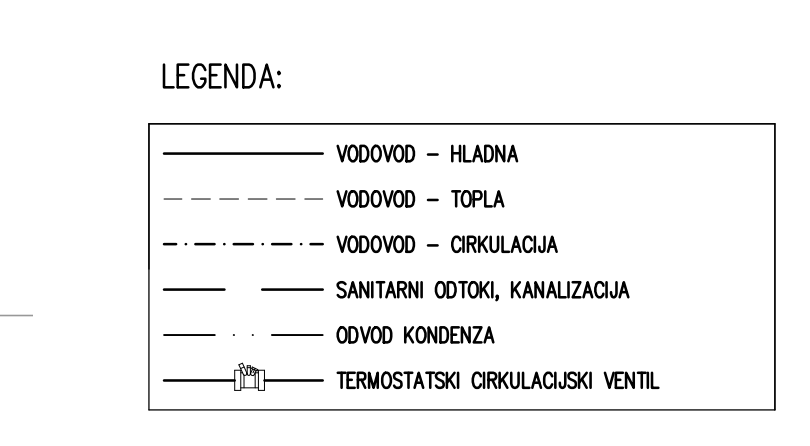 LEGENDA:
VODOVOD – HLADNA
VODOVOD – TOPLA
VODOVOD – CIRKULACIJA
SANITARNI ODTOKI, KANALIZACIJA
ODVOD KONDENZA
TERMOSTATSKI CIRKULACIJSKI VENTIL